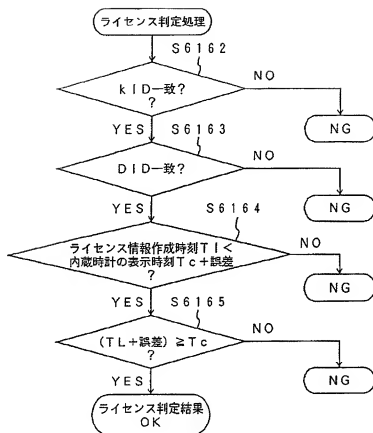 ライセンス判定処理
S6162
kID一致?
?
NO
NG
YES
S6163
DID一致?
NO
NG
YES
S6164
ライセンス情報作成時刻TI<
内蔵時計の表示時刻Tc+誤差
?
NO
NG
YES
S6165
(TL+誤差)≧Tc
?
NO
NG
YES
ライセンス判定結果
OK